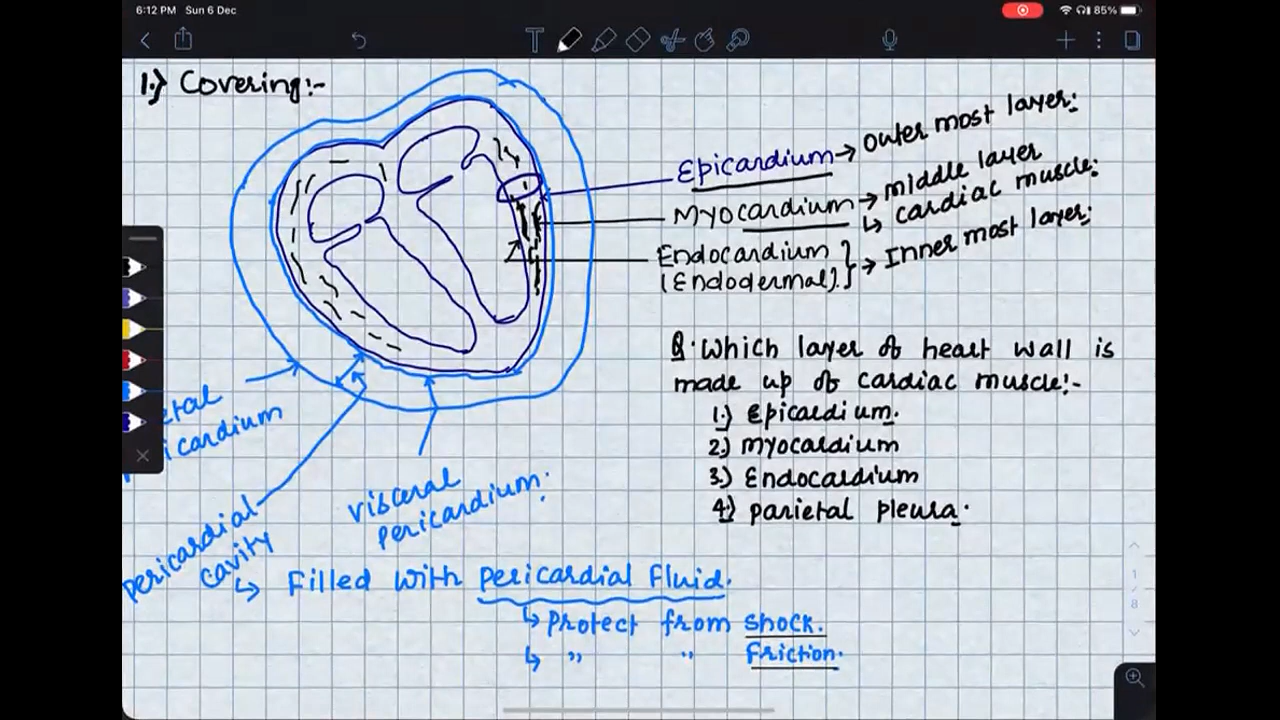 6:12 PM Sun 6 Dec
85%
1.) Covering:-
Epicardium → Outer most layer:
Myocardium → middle layer
↳ cardiac muscle:
Endocardium
(Endodermal). } → Inner most layer:
Q. Which layer of heart wall is
made up of cardiac muscle:-
1.) Epicardium.
2.) Myocardium
3.) Endocardium
4.) Parietal pleura.
visceral
pericardium:
pericardial
cavity
↳ Filled with pericardial fluid.
↳ Protect from shock.
↳ " " Friction.
1
/
8